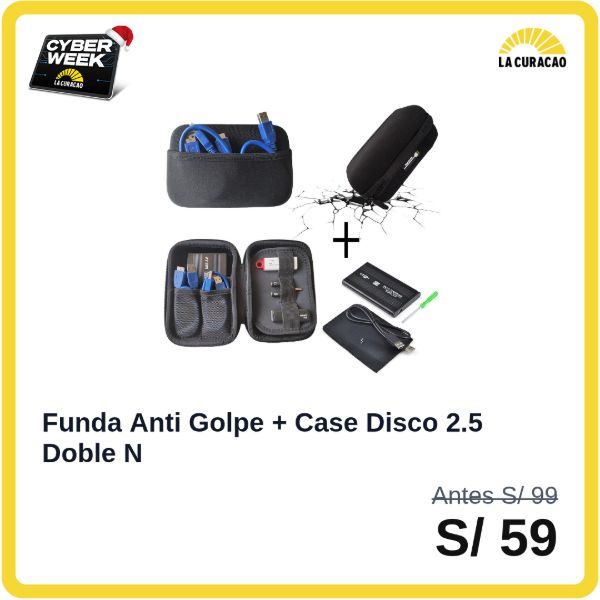 CYBER
WEEK
LA CURACAO
LA CURACAO
Funda Anti Golpe + Case Disco 2.5
Doble N
Antes S/ 99
S/ 59